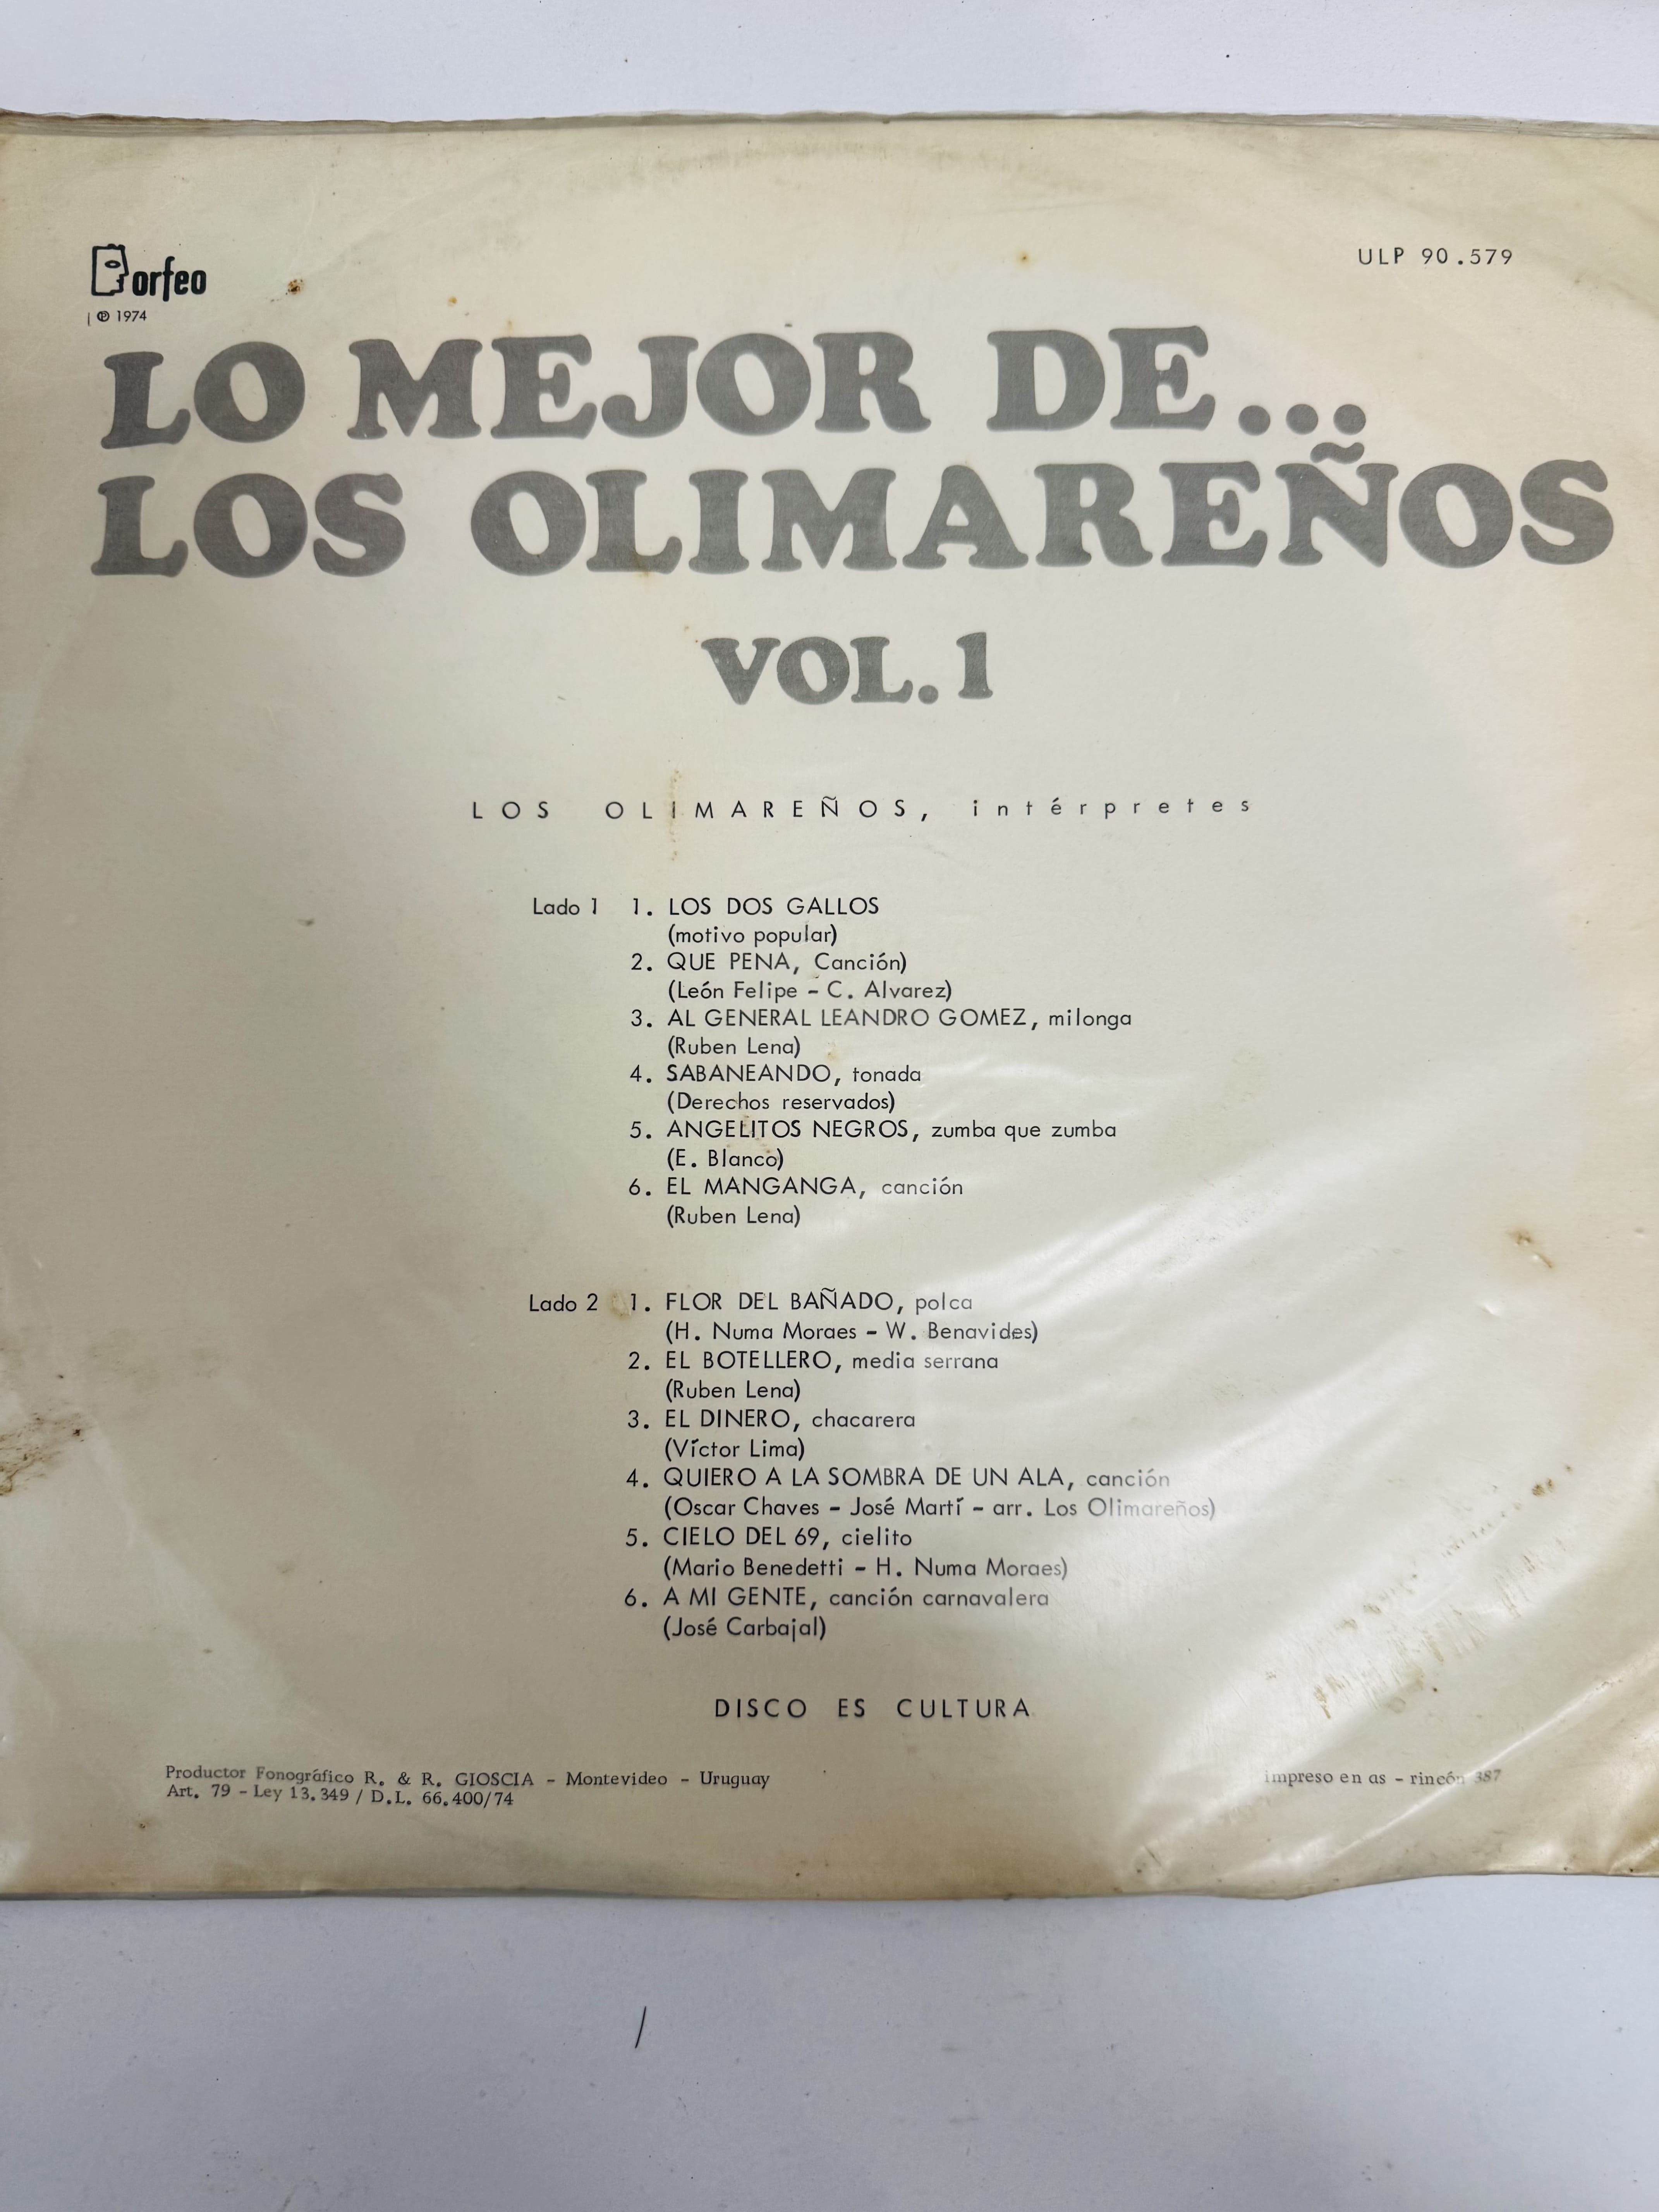 orfeo
ULP 90.579
℗ 1974
LO MEJOR DE...
LOS OLIMAREÑOS
VOL. 1
LOS OLIMAREÑOS, intérpretes
Lado 1 1. LOS DOS GALLOS
(motivo popular)
2. QUE PENA, Canción)
(León Felipe - C. Alvarez)
3. AL GENERAL LEANDRO GOMEZ, milonga
(Ruben Lena)
4. SABANEANDO, tonada
(Derechos reservados)
5. ANGELITOS NEGROS, zumba que zumba
(E. Blanco)
6. EL MANGANGA, canción
(Ruben Lena)
Lado 2 1. FLOR DEL BAÑADO, polca
(H. Numa Moraes - W. Benavides)
2. EL BOTELLERO, media serrana
(Ruben Lena)
3. EL DINERO, chacarera
(Víctor Lima)
4. QUIERO A LA SOMBRA DE UN ALA, canción
(Oscar Chaves - José Martí - arr. Los Olimareños)
5. CIELO DEL 69, cielito
(Mario Benedetti - H. Numa Moraes)
6. A MI GENTE, canción carnavalera
(José Carbajal)
DISCO ES CULTURA
Productor Fonográfico R. & R. GIOSCIA - Montevideo - Uruguay
Art. 79 - Ley 13.349 / D.L. 66.400/74
impreso en as - rincón 387